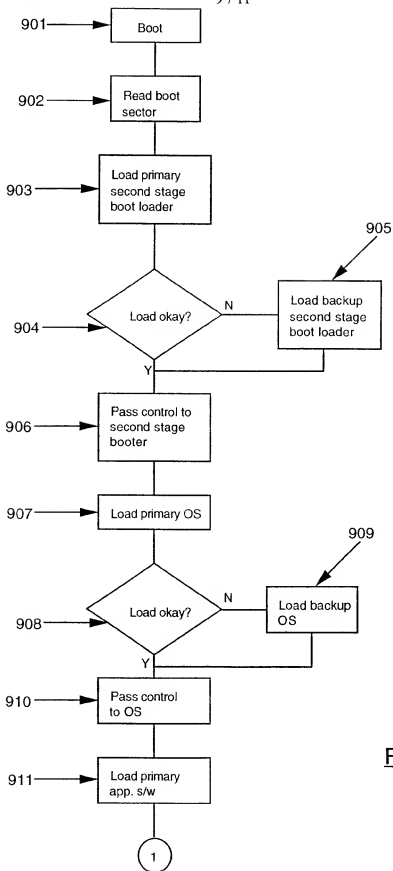 901
Boot
902
Read boot
sector
903
Load primary
second stage
boot loader
905
904
Load okay?
N
Load backup
second stage
boot loader
Y
906
Pass control to
second stage
booter
907
Load primary OS
909
908
Load okay?
N
Load backup
OS
Y
910
Pass control
to OS
911
Load primary
app. s/w
1